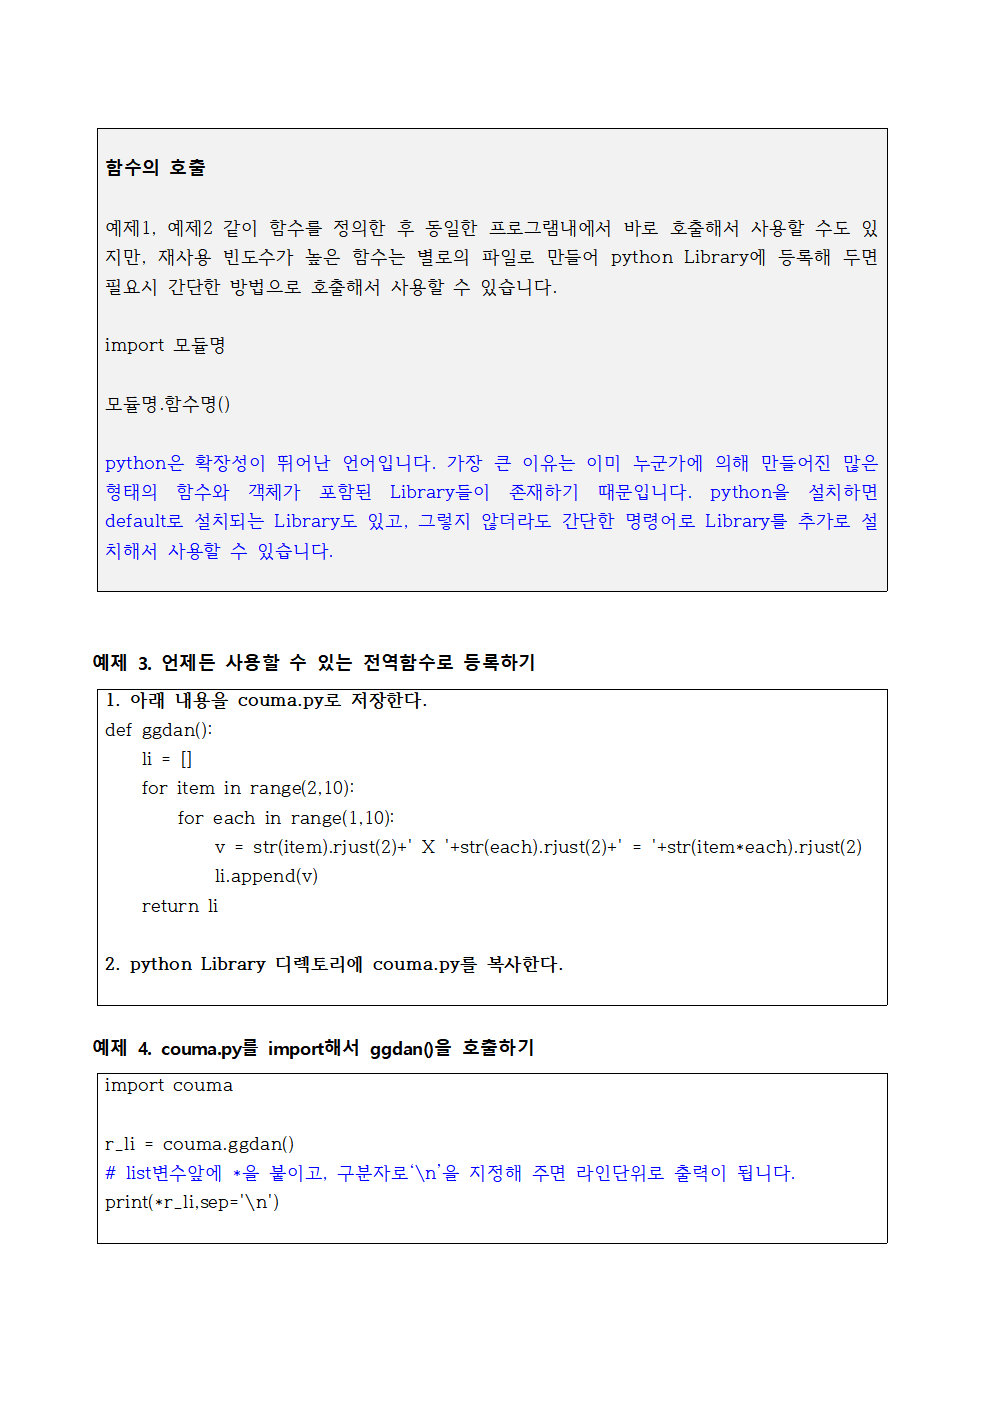 함수의 호출
예제1, 예제2 같이 함수를 정의한 후 동일한 프로그램내에서 바로 호출해서 사용할 수도 있
지만, 재사용 빈도수가 높은 함수는 별로의 파일로 만들어 python Library에 등록해 두면
필요시 간단한 방법으로 호출해서 사용할 수 있습니다.
import 모듈명
모듈명.함수명()
python은 확장성이 뛰어난 언어입니다. 가장 큰 이유는 이미 누군가에 의해 만들어진 많은
형태의 함수와 객체가 포함된 Library들이 존재하기 때문입니다. python을 설치하면
default로 설치되는 Library도 있고, 그렇지 않더라도 간단한 명령어로 Library를 추가로 설
치해서 사용할 수 있습니다.
예제 3. 언제든 사용할 수 있는 전역함수로 등록하기
1. 아래 내용을 couma.py로 저장한다.
def ggdan():
    li = []
    for item in range(2,10):
        for each in range(1,10):
            v = str(item).rjust(2)+' X '+str(each).rjust(2)+' = '+str(item*each).rjust(2)
            li.append(v)
    return li
2. python Library 디렉토리에 couma.py를 복사한다.
예제 4. couma.py를 import해서 ggdan()을 호출하기
import couma
r_li = couma.ggdan()
# list변수앞에 *을 붙이고, 구분자로‘\n’을 지정해 주면 라인단위로 출력이 됩니다.
print(*r_li,sep='\n')